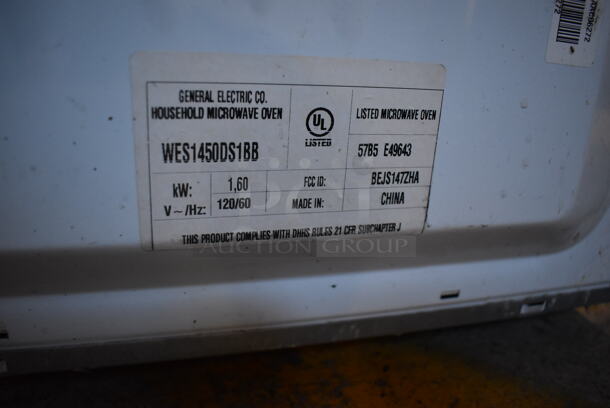 GENERAL ELECTRIC CO.
HOUSEHOLD MICROWAVE OVEN
UL
LISTED
LISTED MICROWAVE OVEN
WES1450DS1BB
57B5 E49643
kW: 1,60
FCC ID: BEJS147ZHA
V~/Hz: 120/60
MADE IN: CHINA
THIS PRODUCT COMPLIES WITH DHHS RULES 21 CFR SUBCHAPTER J
AUCTION GROUP